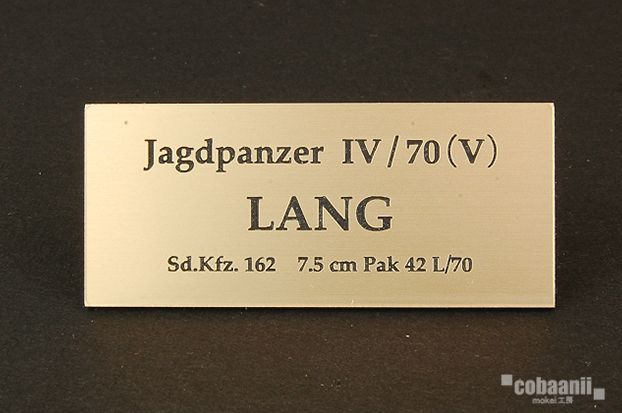 Jagdpanzer IV/70(V)
LANG
Sd.Kfz. 162 7.5 cm Pak 42 L/70
cobaanii
mokei工房